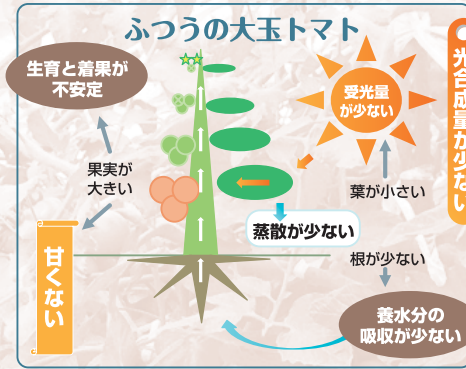 ふつうの大玉トマト
生育と着果が
不安定
受光量
が少ない
光合成量が少ない
果実が
大きい
葉が小さい
甘くない
蒸散が少ない
根が少ない
養水分の
吸収が少ない